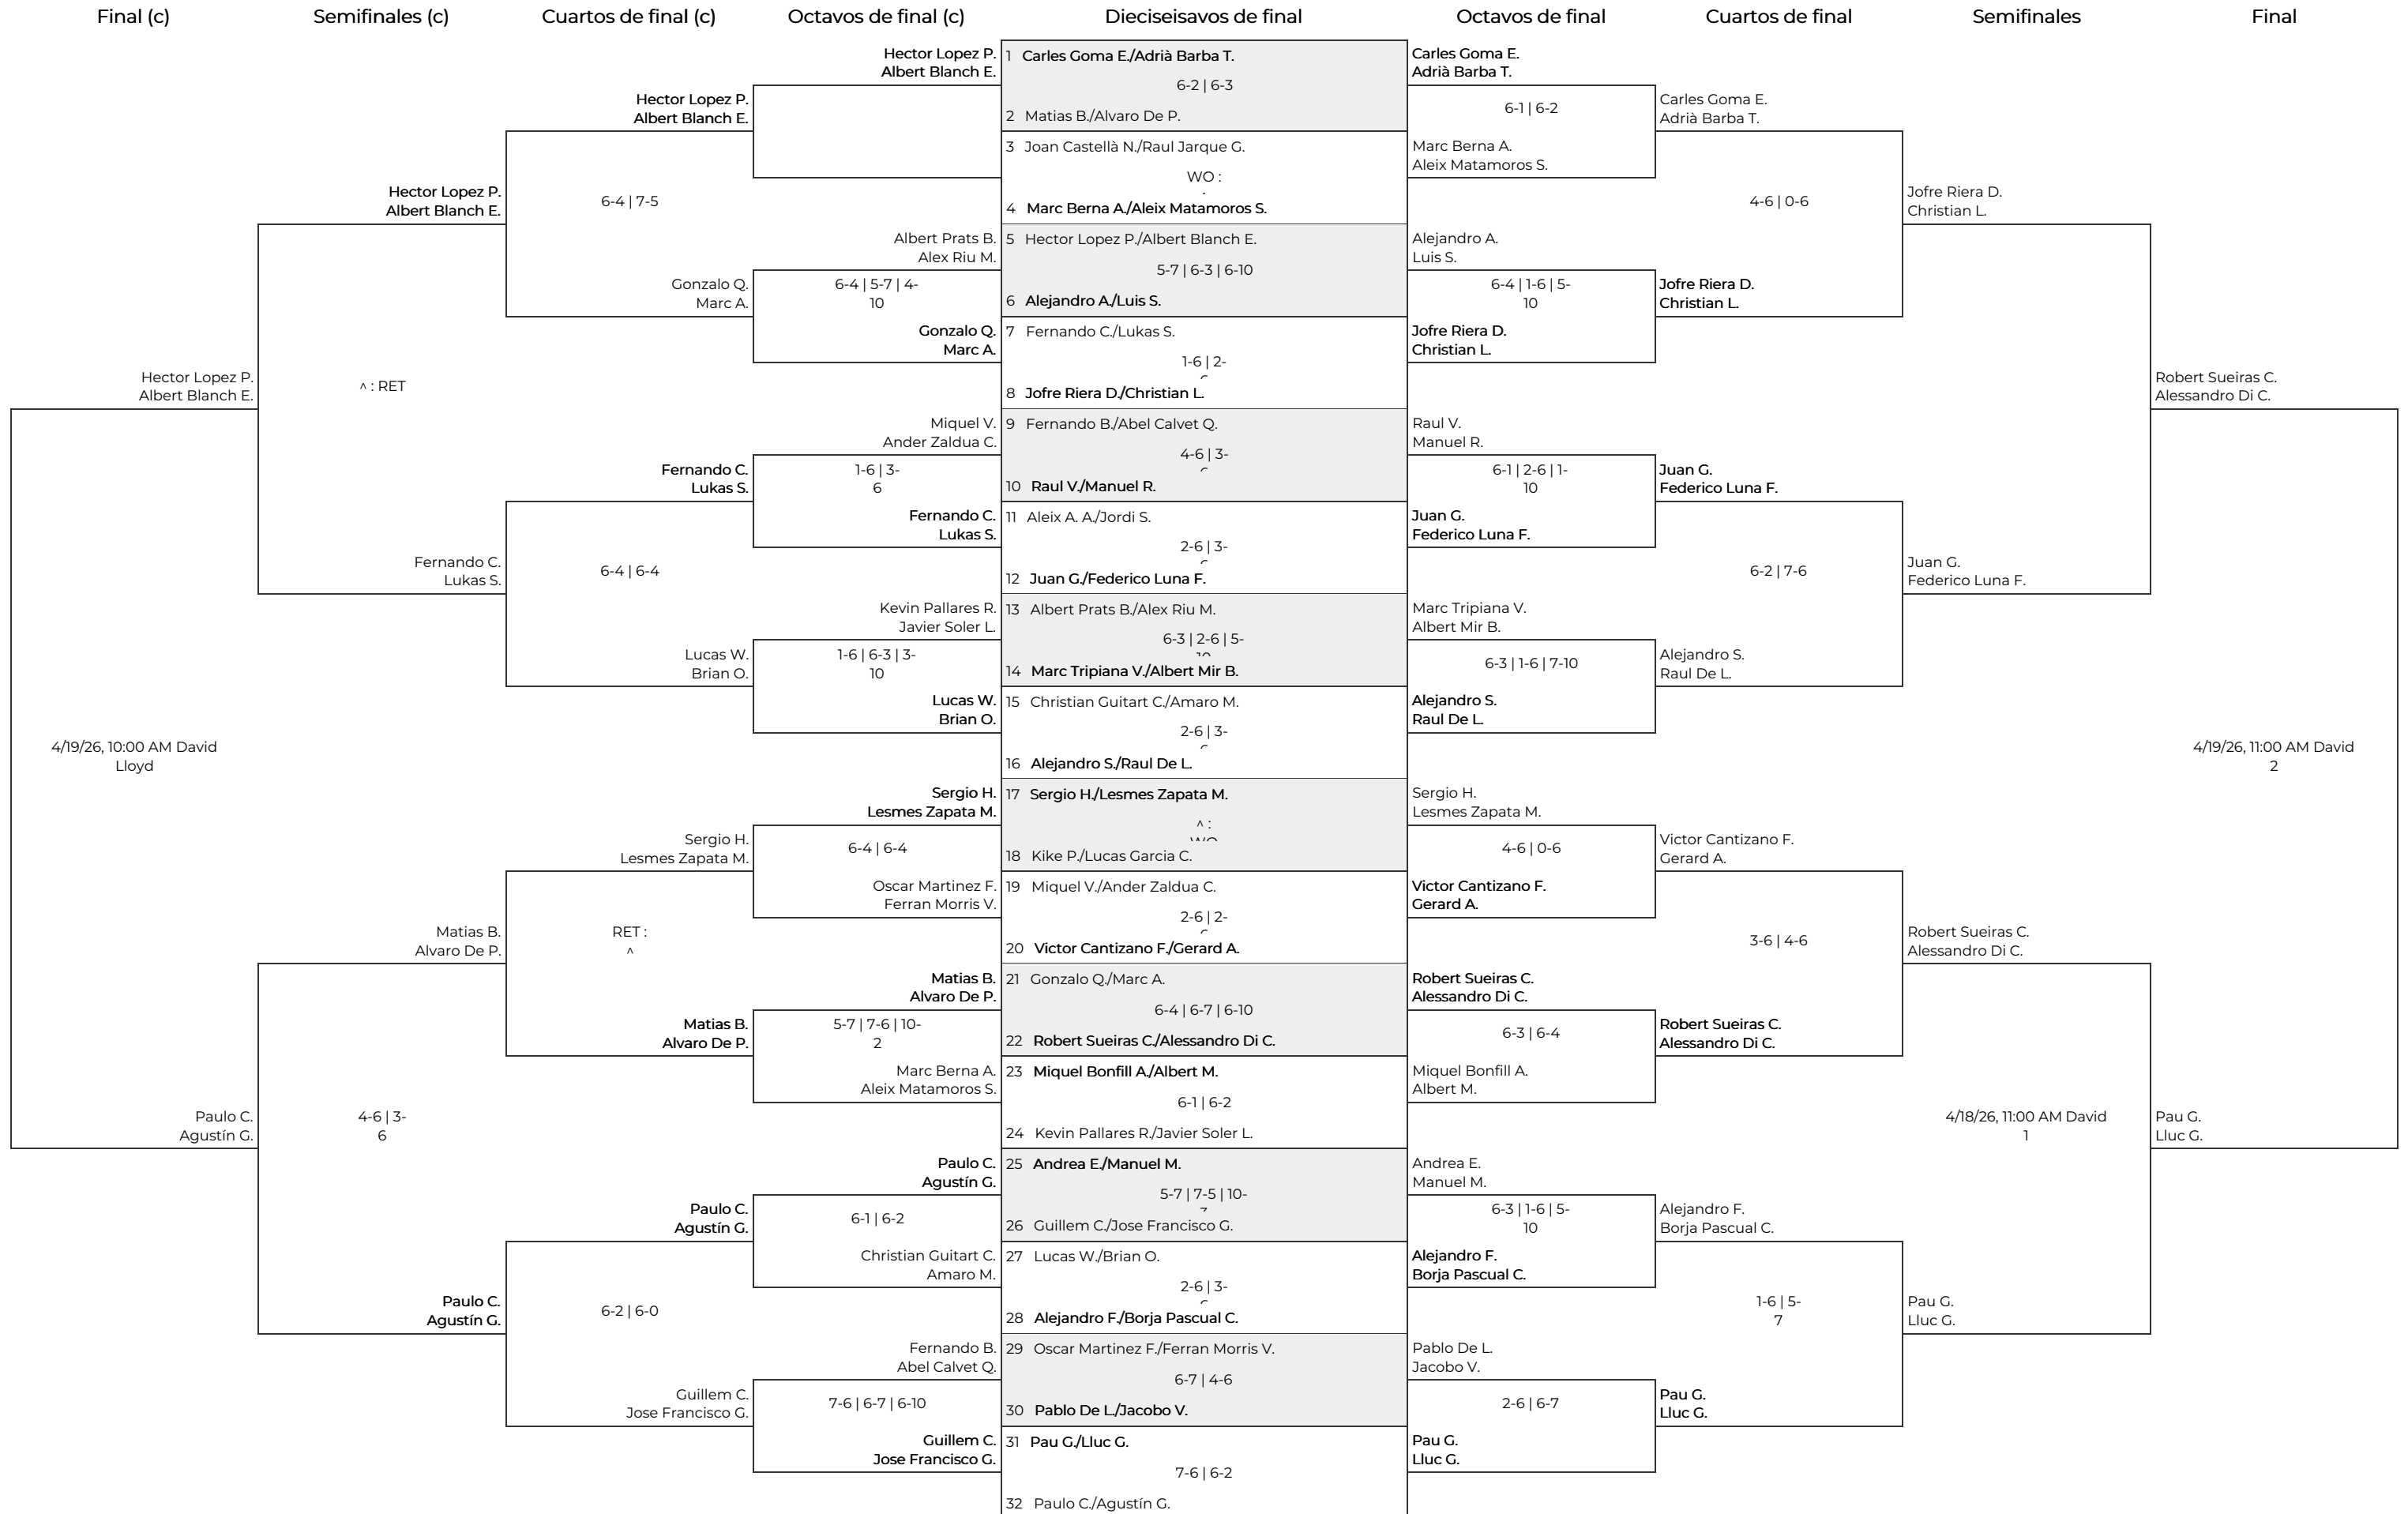 Final (c)
Semifinales (c)
Cuartos de final (c)
Octavos de final (c)
Dieciseisavos de final
Octavos de final
Cuartos de final
Semifinales
Final
Hector Lopez P.
Albert Blanch E.
Paulo C.
Agustín G.
4/19/26, 10:00 AM David
Lloyd
Hector Lopez P.
Albert Blanch E.
^ : RET
Fernando C.
Lukas S.
Matias B.
Alvaro De P.
4-6 | 3-
6
Paulo C.
Agustín G.
Hector Lopez P.
Albert Blanch E.
6-4 | 7-5
Gonzalo Q.
Marc A.
Fernando C.
Lukas S.
6-4 | 6-4
Lucas W.
Brian O.
Sergio H.
Lesmes Zapata M.
RET :
^
Matias B.
Alvaro De P.
Paulo C.
Agustín G.
6-2 | 6-0
Guillem C.
Jose Francisco G.
Hector Lopez P.
Albert Blanch E.
Albert Prats B.
Alex Riu M.
6-4 | 5-7 | 4-
10
Gonzalo Q.
Marc A.
Miquel V.
Ander Zaldua C.
1-6 | 3-
6
Fernando C.
Lukas S.
Kevin Pallares R.
Javier Soler L.
1-6 | 6-3 | 3-
10
Lucas W.
Brian O.
Sergio H.
Lesmes Zapata M.
6-4 | 6-4
Oscar Martinez F.
Ferran Morris V.
Matias B.
Alvaro De P.
5-7 | 7-6 | 10-
2
Marc Berna A.
Aleix Matamoros S.
Paulo C.
Agustín G.
6-1 | 6-2
Christian Guitart C.
Amaro M.
Fernando B.
Abel Calvet Q.
7-6 | 6-7 | 6-10
Guillem C.
Jose Francisco G.
1 Carles Goma E./Adrià Barba T.
6-2 | 6-3
2 Matias B./Alvaro De P.
3 Joan Castellà N./Raul Jarque G.
WO :
4 Marc Berna A./Aleix Matamoros S.
5 Hector Lopez P./Albert Blanch E.
5-7 | 6-3 | 6-10
6 Alejandro A./Luis S.
7 Fernando C./Lukas S.
1-6 | 2-
8 Jofre Riera D./Christian L.
9 Fernando B./Abel Calvet Q.
4-6 | 3-
10 Raul V./Manuel R.
11 Aleix A. A./Jordi S.
2-6 | 3-
12 Juan G./Federico Luna F.
13 Albert Prats B./Alex Riu M.
6-3 | 2-6 | 5-
14 Marc Tripiana V./Albert Mir B.
15 Christian Guitart C./Amaro M.
2-6 | 3-
16 Alejandro S./Raul De L.
17 Sergio H./Lesmes Zapata M.
^ :
18 Kike P./Lucas Garcia C.
19 Miquel V./Ander Zaldua C.
2-6 | 2-
20 Victor Cantizano F./Gerard A.
21 Gonzalo Q./Marc A.
6-4 | 6-7 | 6-10
22 Robert Sueiras C./Alessandro Di C.
23 Miquel Bonfill A./Albert M.
6-1 | 6-2
24 Kevin Pallares R./Javier Soler L.
25 Andrea E./Manuel M.
5-7 | 7-5 | 10-
26 Guillem C./Jose Francisco G.
27 Lucas W./Brian O.
2-6 | 3-
28 Alejandro F./Borja Pascual C.
29 Oscar Martinez F./Ferran Morris V.
6-7 | 4-6
30 Pablo De L./Jacobo V.
31 Pau G./Lluc G.
7-6 | 6-2
32 Paulo C./Agustín G.
Carles Goma E.
Adrià Barba T.
6-1 | 6-2
Marc Berna A.
Aleix Matamoros S.
Alejandro A.
Luis S.
6-4 | 1-6 | 5-
10
Jofre Riera D.
Christian L.
Raul V.
Manuel R.
6-1 | 2-6 | 1-
10
Juan G.
Federico Luna F.
Marc Tripiana V.
Albert Mir B.
6-3 | 1-6 | 7-10
Alejandro S.
Raul De L.
Sergio H.
Lesmes Zapata M.
4-6 | 0-6
Victor Cantizano F.
Gerard A.
Robert Sueiras C.
Alessandro Di C.
6-3 | 6-4
Miquel Bonfill A.
Albert M.
Andrea E.
Manuel M.
6-3 | 1-6 | 5-
10
Alejandro F.
Borja Pascual C.
Pablo De L.
Jacobo V.
2-6 | 6-7
Pau G.
Lluc G.
Carles Goma E.
Adrià Barba T.
4-6 | 0-6
Jofre Riera D.
Christian L.
Juan G.
Federico Luna F.
6-2 | 7-6
Alejandro S.
Raul De L.
Victor Cantizano F.
Gerard A.
3-6 | 4-6
Robert Sueiras C.
Alessandro Di C.
Alejandro F.
Borja Pascual C.
1-6 | 5-
7
Pau G.
Lluc G.
Jofre Riera D.
Christian L.
Juan G.
Federico Luna F.
Robert Sueiras C.
Alessandro Di C.
4/18/26, 11:00 AM David
1
Pau G.
Lluc G.
Robert Sueiras C.
Alessandro Di C.
4/19/26, 11:00 AM David
2
Pau G.
Lluc G.